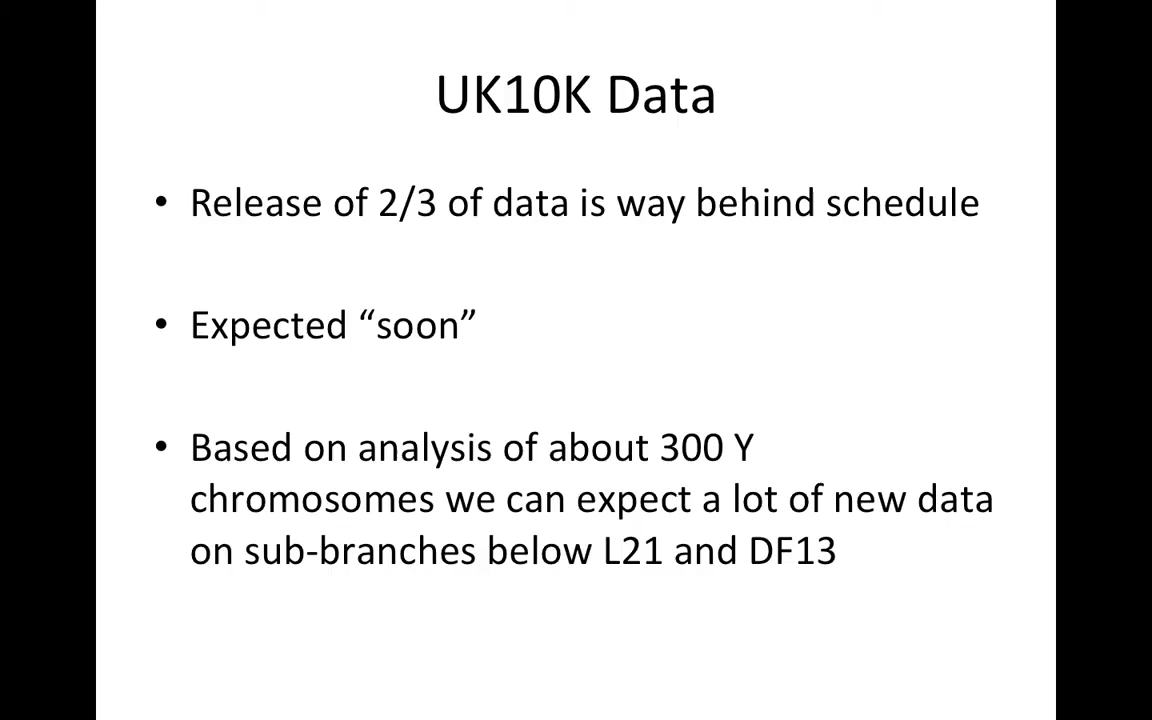 UK10K Data
• Release of 2/3 of data is way behind schedule
• Expected “soon”
• Based on analysis of about 300 Y
chromosomes we can expect a lot of new data
on sub-branches below L21 and DF13